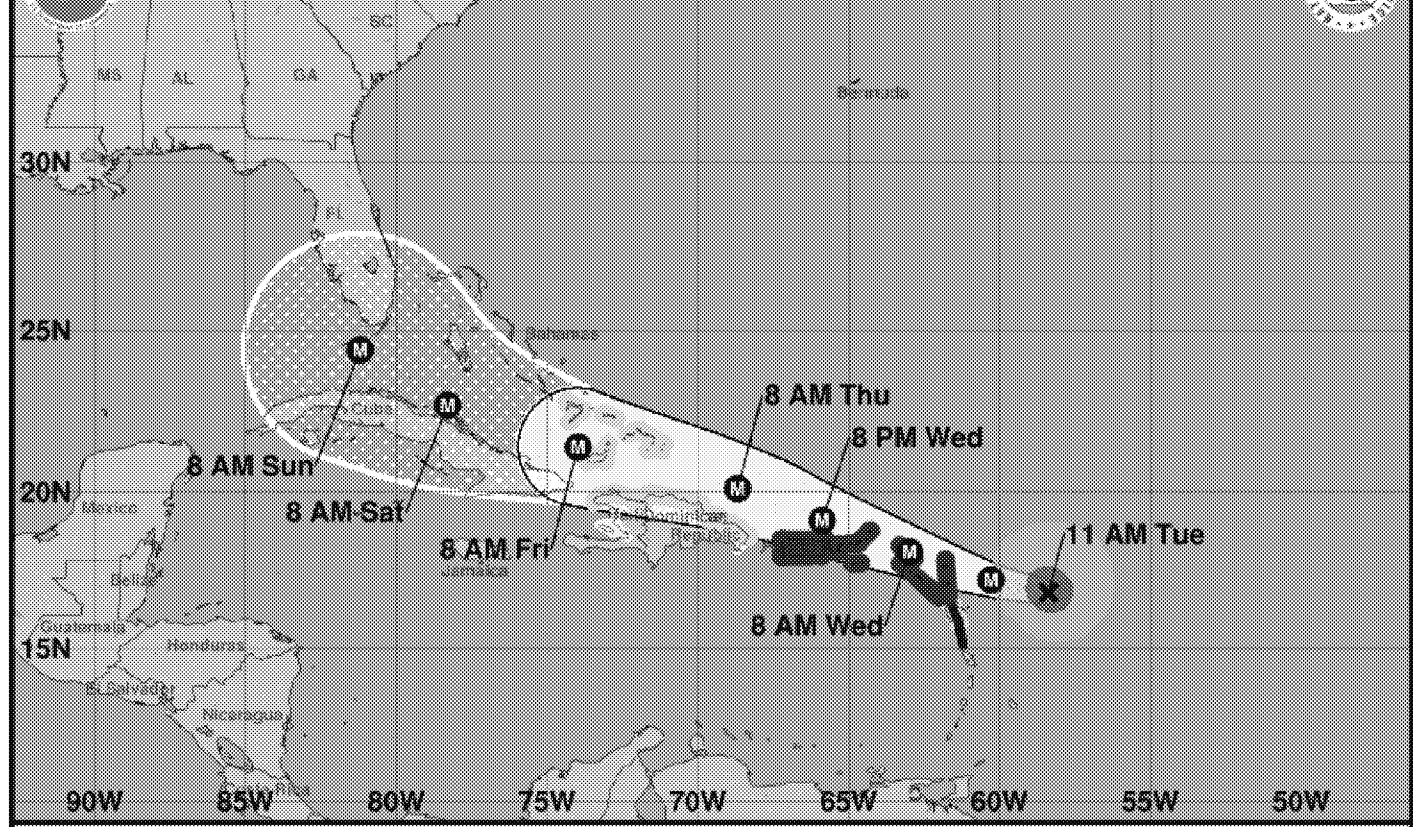 SC
MS
AL
GA
Bermuda
30N
FL
25N
Bahamas
M
8 AM Thu
M
Cuba
8 PM Wed
M
8 AM Sun
M
20N
8 AM Sat
Mexico
M
Dominican
Republic
11 AM Tue
8 AM Fri
M
Jamaica
Belize
M
Guatemala
8 AM Wed
15N
Honduras
El Salvador
Nicaragua
90W
85W
80W
75W
70W
65W
60W
55W
50W